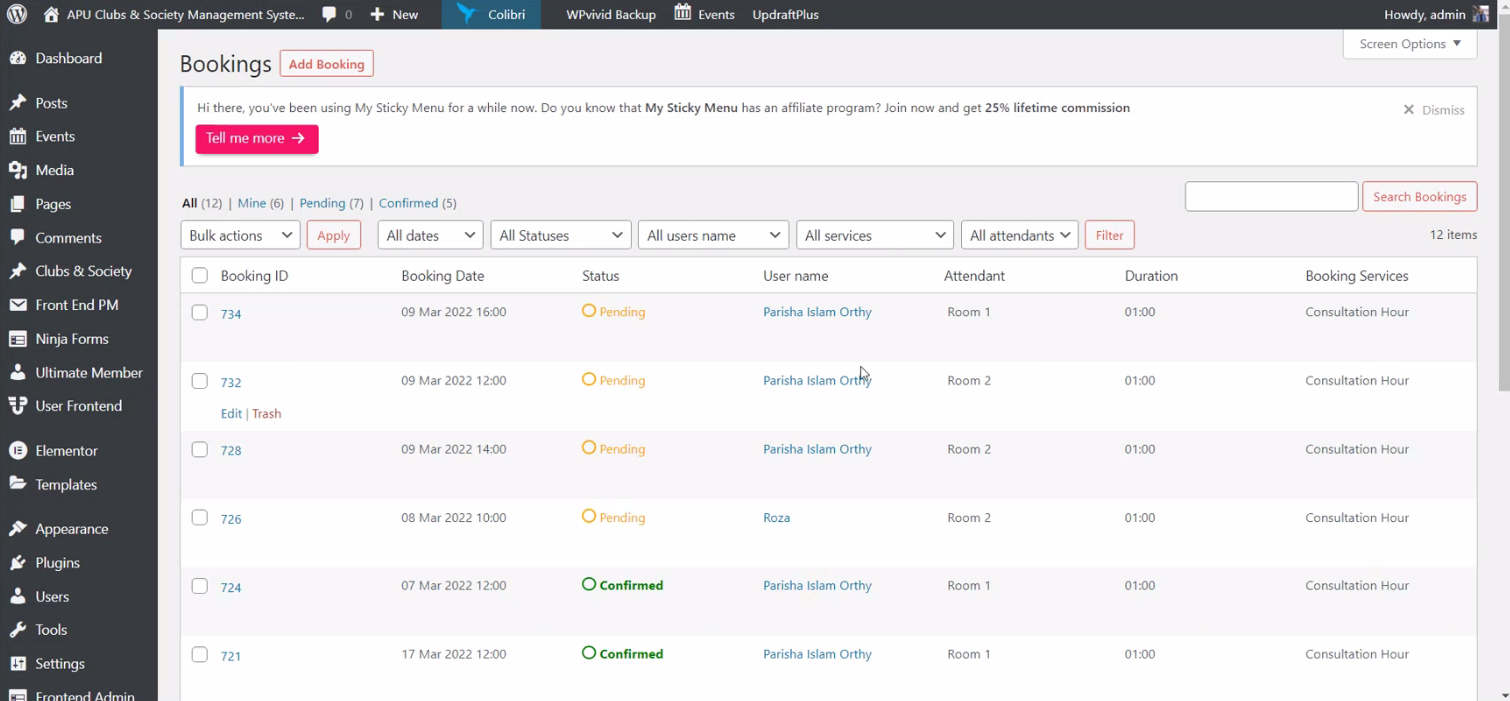 APU Clubs & Society Management Syste... 0 New Colibri WPvivid Backup Events UpdraftPlus Howdy, admin
Screen Options
Dashboard
Posts
Events
Media
Pages
Comments
Clubs & Society
Front End PM
Ninja Forms
Ultimate Member
User Frontend
Elementor
Templates
Appearance
Plugins
Users
Tools
Settings
Frontend Admin
Bookings Add Booking
Hi there, you've been using My Sticky Menu for a while now. Do you know that My Sticky Menu has an affiliate program? Join now and get 25% lifetime commission
Dismiss
Tell me more →
All (12) | Mine (6) | Pending (7) | Confirmed (5)
Search Bookings
Bulk actions Apply All dates All Statuses All users name All services All attendants Filter 12 items
Booking ID Booking Date Status User name Attendant Duration Booking Services
734 09 Mar 2022 16:00 Pending Parisha Islam Orthy Room 1 01:00 Consultation Hour
732 09 Mar 2022 12:00 Pending Parisha Islam Orthy Room 2 01:00 Consultation Hour
Edit | Trash
728 09 Mar 2022 14:00 Pending Parisha Islam Orthy Room 2 01:00 Consultation Hour
726 08 Mar 2022 10:00 Pending Roza Room 2 01:00 Consultation Hour
724 07 Mar 2022 12:00 Confirmed Parisha Islam Orthy Room 1 01:00 Consultation Hour
721 17 Mar 2022 12:00 Confirmed Parisha Islam Orthy Room 1 01:00 Consultation Hour